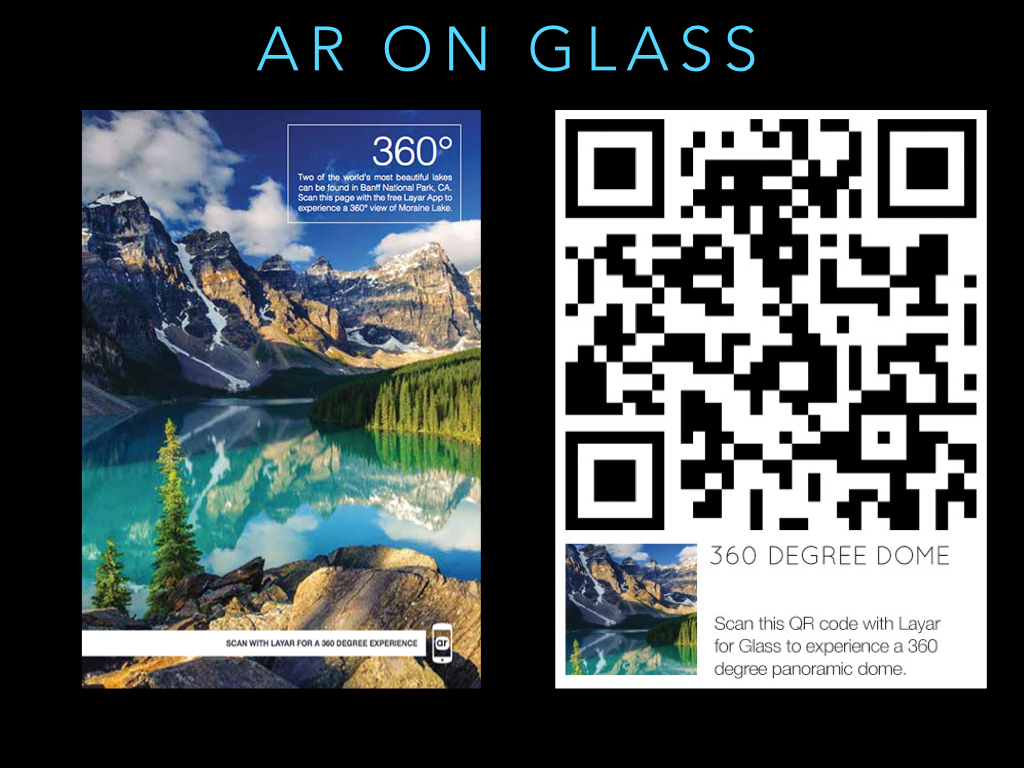 AR ON GLASS
360°
Two of the world's most beautiful lakes
can be found in Banff National Park, CA.
Scan this page with the free Layar App to
experience a 360° view of Moraine Lake.
SCAN WITH LAYAR FOR A 360 DEGREE EXPERIENCE
ar
360 DEGREE DOME
Scan this QR code with Layar
for Glass to experience a 360
degree panoramic dome.